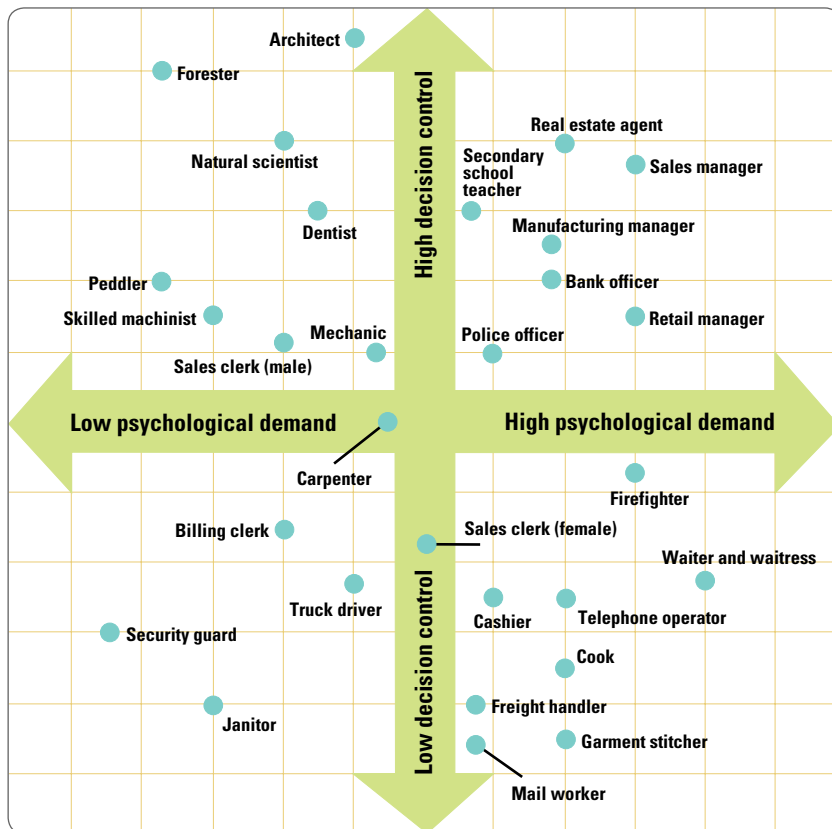 Architect
Forester
High decision control
Real estate agent
Natural scientist
Secondary
school
teacher
Sales manager
Dentist
Manufacturing manager
Peddler
Bank officer
Skilled machinist
Mechanic
Retail manager
Police officer
Sales clerk (male)
Low psychological demand
High psychological demand
Carpenter
Firefighter
Billing clerk
Sales clerk (female)
Waiter and waitress
Low decision control
Truck driver
Cashier
Telephone operator
Security guard
Cook
Freight handler
Janitor
Garment stitcher
Mail worker